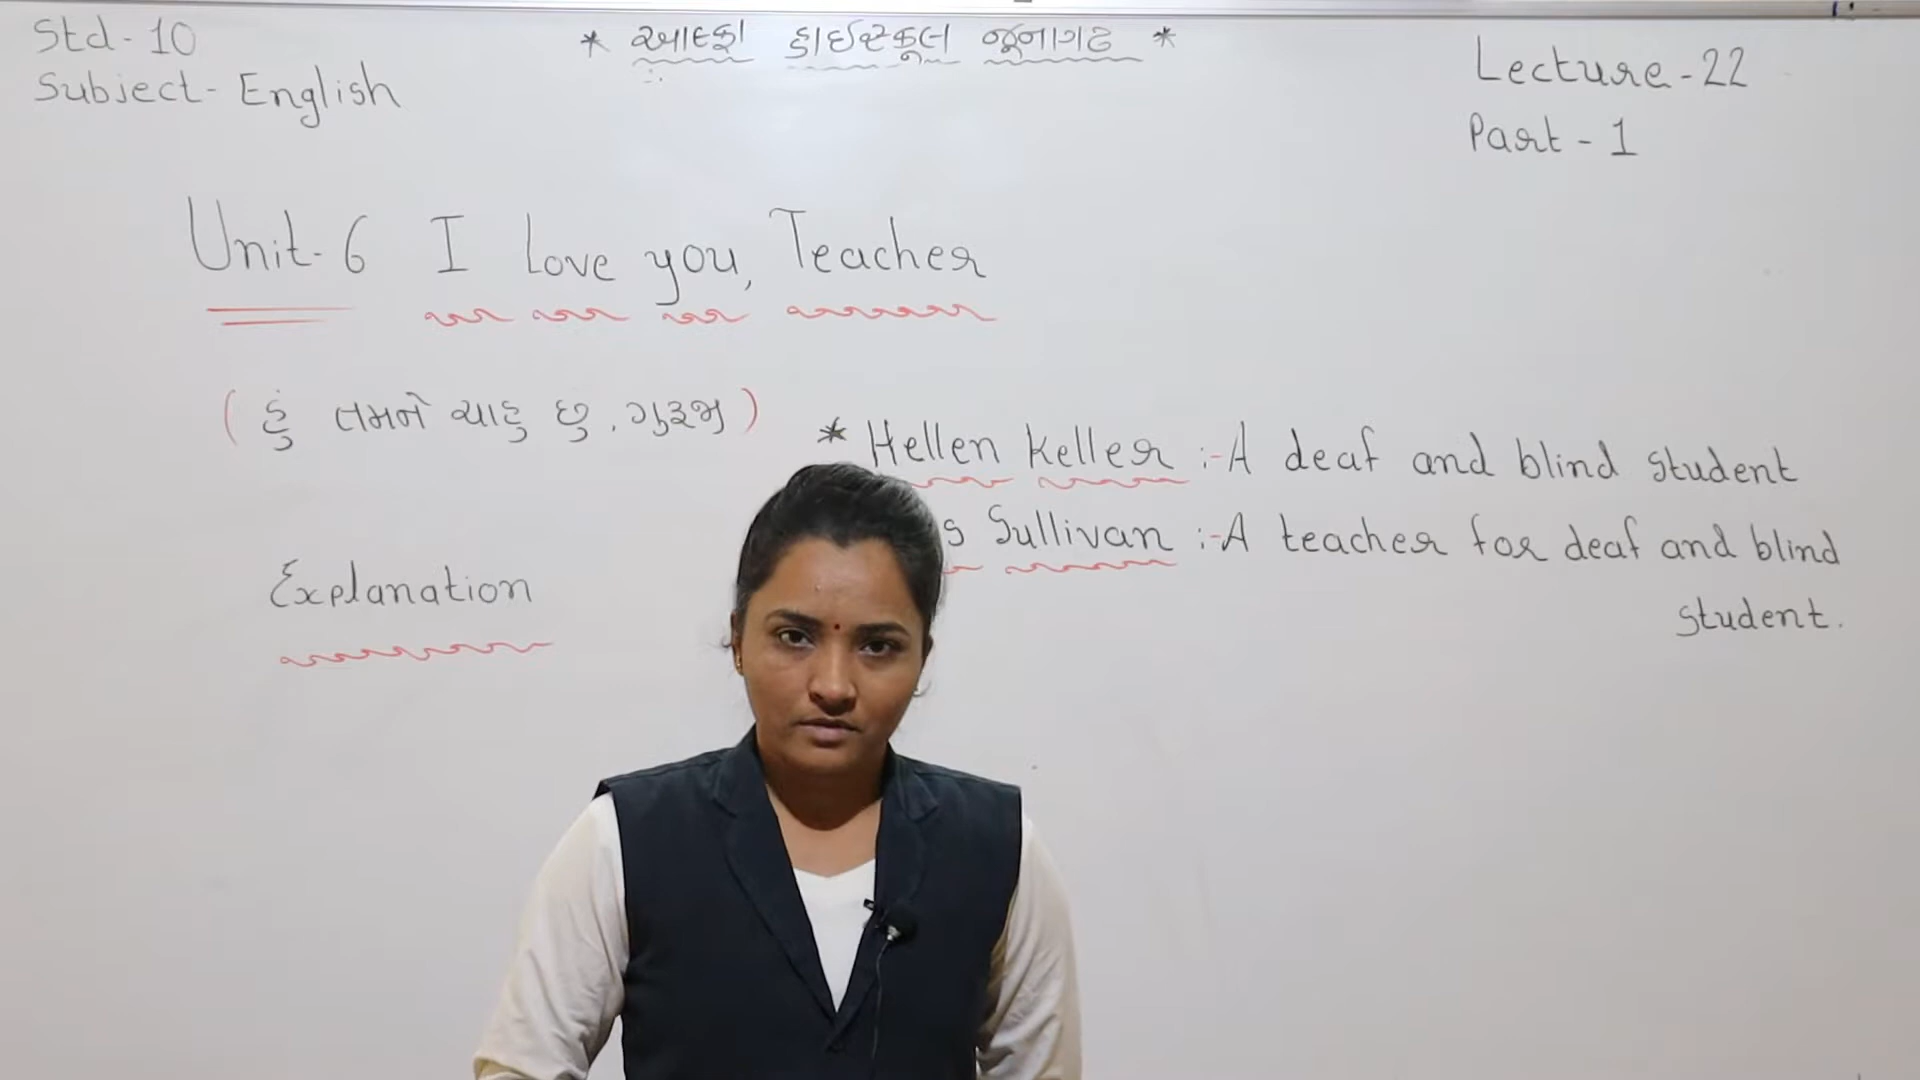 Std- 10
Subject- English
* આલ્ફા હાઈસ્કૂલ જૂનાગઢ *
Lecture-22
Part - 1
Unit-6 I Love you, Teacher
( હું તમને ચાહુ છુ, ગુરૂજી )
* Hellen Keller :-A deaf and blind student
s Sullivan :-A teacher for deaf and blind
student.
Explanation